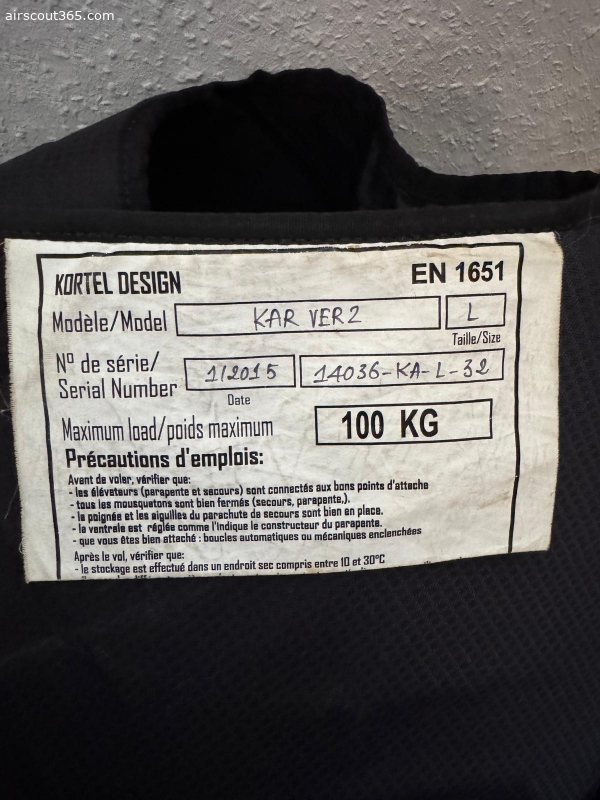 airscout365.com
KORTEL DESIGN
EN 1651
Modèle/Model KAR VER2 L
Taille/Size
N° de série/
Serial Number 1/2015 14036-KA-L-32
Date
Maximum load/poids maximum 100 KG
Précautions d'emplois:
Avant de voler, vérifier que:
- les élévateurs (parapente et secours) sont connectés aux bons points d'attache
- tous les mousquetons sont bien fermés (secours, parapente,).
- la poignée et les aiguilles du parachute de secours sont bien en place.
- la ventrale est réglée comme l'indique le constructeur du parapente.
- que vous êtes bien attaché : boucles automatiques ou mécaniques enclenchées
Après le vol, vérifier que:
- le stockage est effectué dans un endroit sec compris entre 10 et 30°C